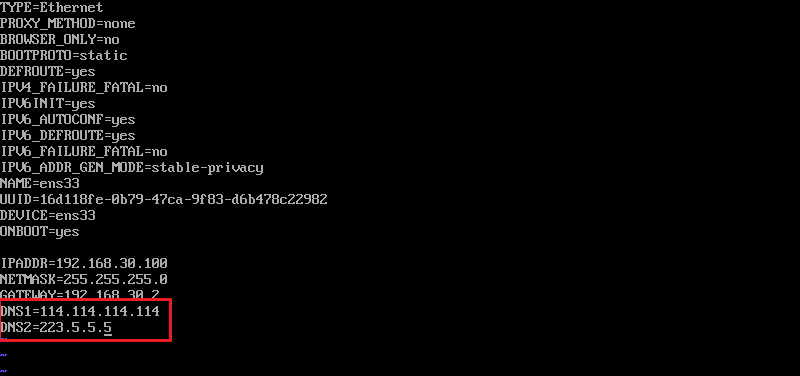 TYPE=Ethernet
PROXY_METHOD=none
BROWSER_ONLY=no
BOOTPROTO=static
DEFROUTE=yes
IPV4_FAILURE_FATAL=no
IPV6INIT=yes
IPV6_AUTOCONF=yes
IPV6_DEFROUTE=yes
IPV6_FAILURE_FATAL=no
IPV6_ADDR_GEN_MODE=stable-privacy
NAME=ens33
UUID=16d118fe-0b79-47ca-9f83-d6b478c22982
DEVICE=ens33
ONBOOT=yes
IPADDR=192.168.30.100
NETMASK=255.255.255.0
GATEWAY=192.168.30.2
DNS1=114.114.114.114
DNS2=223.5.5.5
~
~
~